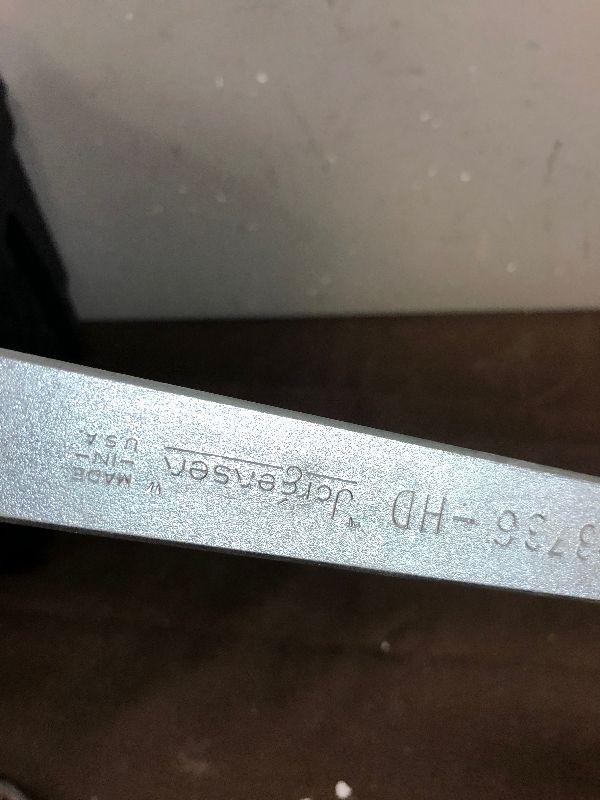 3736-HD "Jorgensen"
MADE
-IN-
U.S.A.